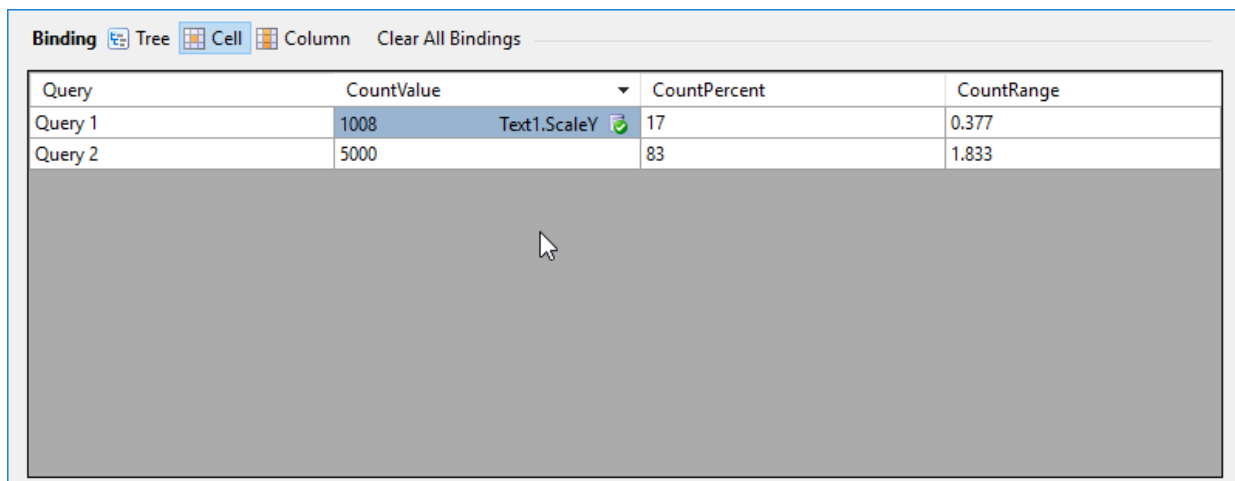 Binding Tree Cell Column Clear All Bindings
Query CountValue CountPercent CountRange
Query 1 1008 Text1.ScaleY 17 0.377
Query 2 5000 83 1.833